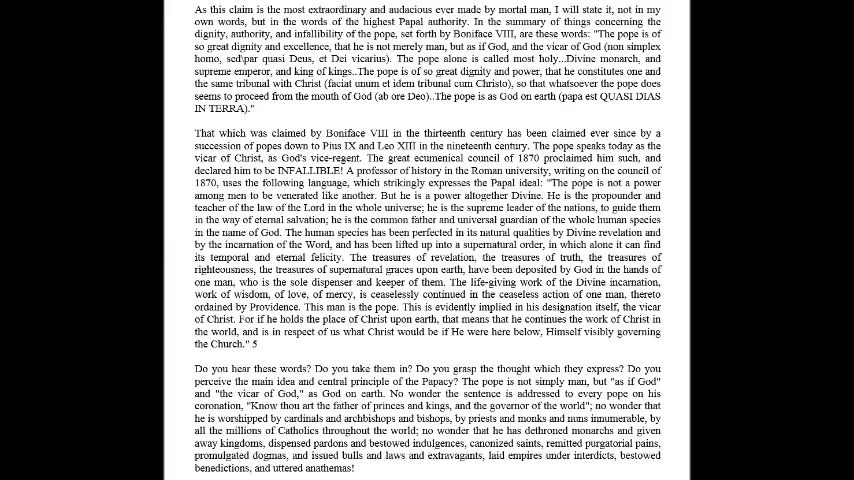 As this claim is the most extraordinary and audacious ever made by mortal man, I will state it, not in my
own words, but in the words of the highest Papal authority. In the summary of things concerning the
dignity, authority, and infallibility of the pope, set forth by Boniface VIII, are these words: "The pope is of
so great dignity and excellence, that he is not merely man, but as if God, and the vicar of God (non simplex
homo, sed\par quasi Deus, et Dei vicarius). The pope alone is called most holy...Divine monarch, and
supreme emperor, and king of kings..The pope is of so great dignity and power, that he constitutes one and
the same tribunal with Christ (faciat unum et idem tribunal cum Christo), so that whatsoever the pope does
seems to proceed from the mouth of God (ab ore Deo)..The pope is as God on earth (papa est QUASI DIAS
IN TERRA)."
That which was claimed by Boniface VIII in the thirteenth century has been claimed ever since by a
succession of popes down to Pius IX and Leo XIII in the nineteenth century. The pope speaks today as the
vicar of Christ, as God's vice-regent. The great ecumenical council of 1870 proclaimed him such, and
declared him to be INFALLIBLE! A professor of history in the Roman university, writing on the council of
1870, uses the following language, which strikingly expresses the Papal ideal: "The pope is not a power
among men to be venerated like another. But he is a power altogether Divine. He is the propounder and
teacher of the law of the Lord in the whole universe; he is the supreme leader of the nations, to guide them
in the way of eternal salvation; he is the common father and universal guardian of the whole human species
in the name of God. The human species has been perfected in its natural qualities by Divine revelation and
by the incarnation of the Word, and has been lifted up into a supernatural order, in which alone it can find
its temporal and eternal felicity. The treasures of revelation, the treasures of truth, the treasures of
righteousness, the treasures of supernatural graces upon earth, have been deposited by God in the hands of
one man, who is the sole dispenser and keeper of them. The life-giving work of the Divine incarnation,
work of wisdom, of love, of mercy, is ceaselessly continued in the ceaseless action of one man, thereto
ordained by Providence. This man is the pope. This is evidently implied in his designation itself, the vicar
of Christ. For if he holds the place of Christ upon earth, that means that he continues the work of Christ in
the world, and is in respect of us what Christ would be if He were here below, Himself visibly governing
the Church." 5
Do you hear these words? Do you take them in? Do you grasp the thought which they express? Do you
perceive the main idea and central principle of the Papacy? The pope is not simply man, but "as if God"
and "the vicar of God," as God on earth. No wonder the sentence is addressed to every pope on his
coronation, "Know thou art the father of princes and kings, and the governor of the world"; no wonder that
he is worshipped by cardinals and archbishops and bishops, by priests and monks and nuns innumerable, by
all the millions of Catholics throughout the world; no wonder that he has dethroned monarchs and given
away kingdoms, dispensed pardons and bestowed indulgences, canonized saints, remitted purgatorial pains,
promulgated dogmas, and issued bulls and laws and extravagants, laid empires under interdicts, bestowed
benedictions, and uttered anathemas!